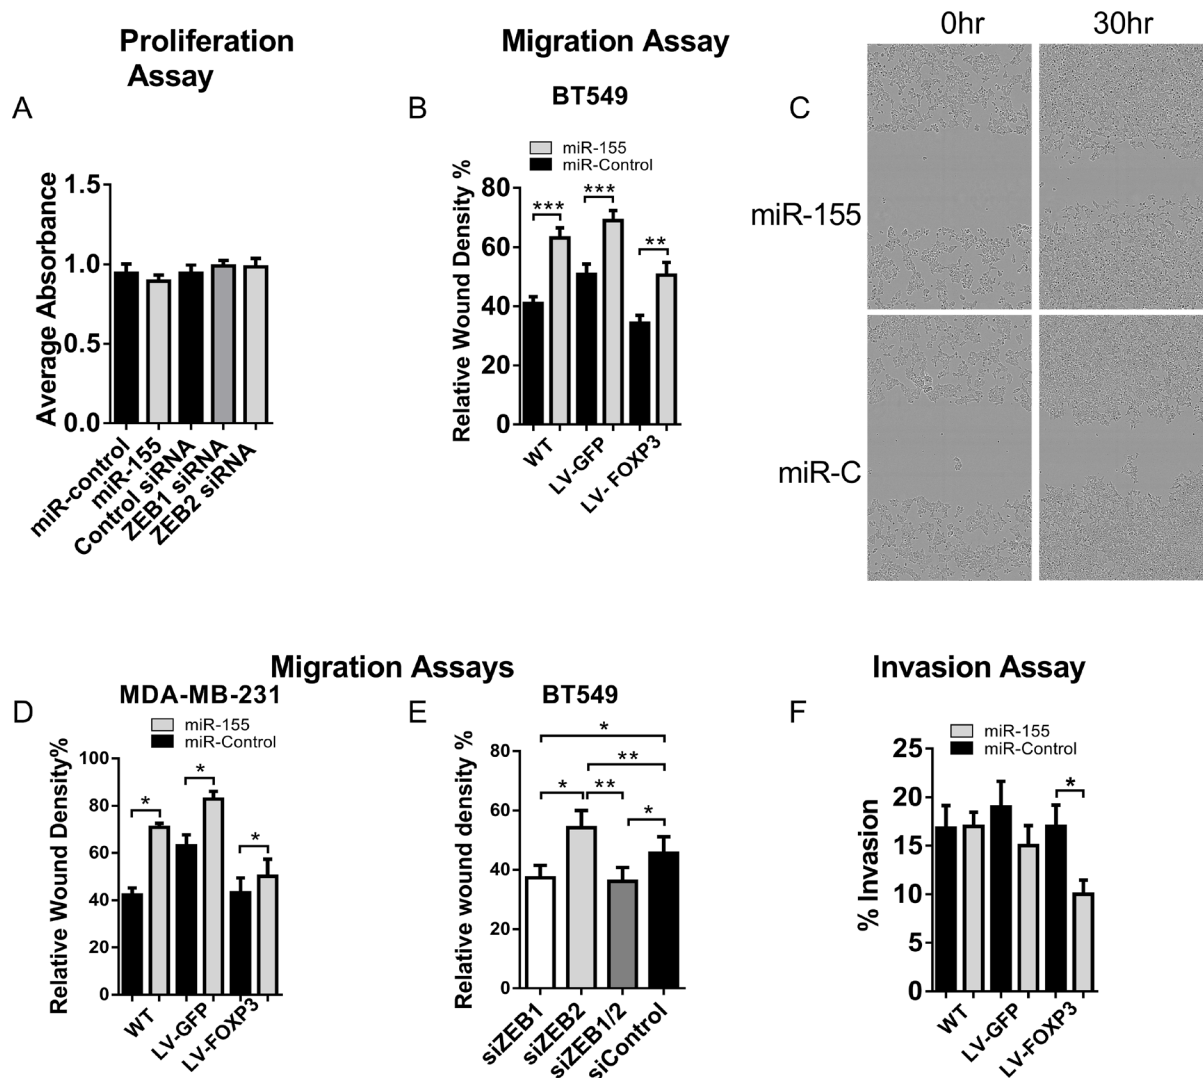 Proliferation
Assay
A
Average Absorbance
1.5
1.0
0.5
0.0
miR-control
miR-155
Control siRNA
ZEB1 siRNA
ZEB2 siRNA
Migration Assay
B
BT549
miR-155
miR-Control
Relative Wound Density %
80
60
40
20
0
***
***
**
WT
LV-GFP
LV- FOXP3
C
0hr
30hr
miR-155
miR-C
Migration Assays
D
MDA-MB-231
miR-155
miR-Control
Relative Wound Density%
100
80
60
40
20
0
*
*
*
WT
LV-GFP
LV-FOXP3
E
BT549
Relative wound density %
80
60
40
20
0
*
**
*
**
*
siZEB1
siZEB2
siZEB1/2
siControl
Invasion Assay
F
miR-155
miR-Control
% Invasion
25
20
15
10
5
0
*
WT
LV-GFP
LV-FOXP3